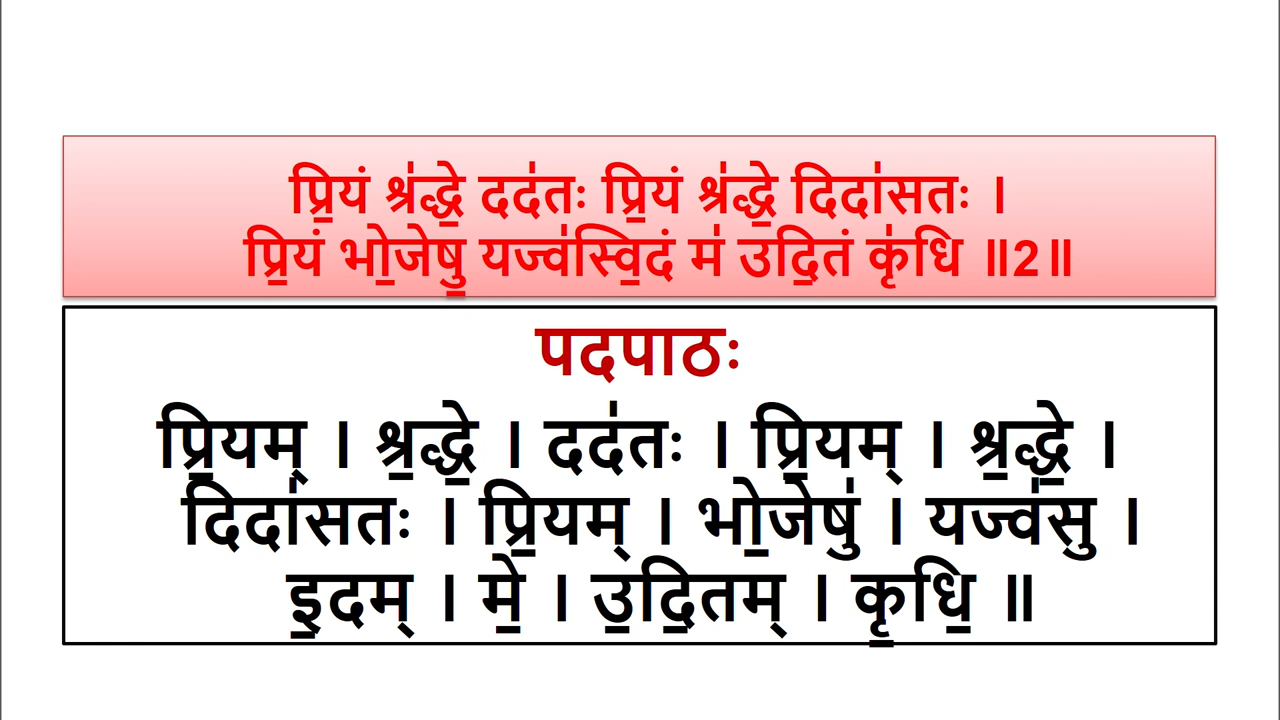 प्रि॒यं श्र॑द्धे॒ दद॑तः प्रि॒यं श्र॑द्धे॒ दिदा॑सतः ।
प्रि॒यं भो॒जेषु॒ यज्व॑स्वि॒दं म॑ उदि॒तं कृ॑धि ॥2॥
पदपाठः
प्रि॒यम् । श्र॒द्धे॒ । दद॑तः । प्रि॒यम् । श्र॒द्धे॒ ।
दिदा॑सतः । प्रि॒यम् । भो॒जेषु॑ । यज्व॑सु ।
इ॒दम् । मे॒ । उ॒दि॒तम् । कृ॒धि॒ ॥